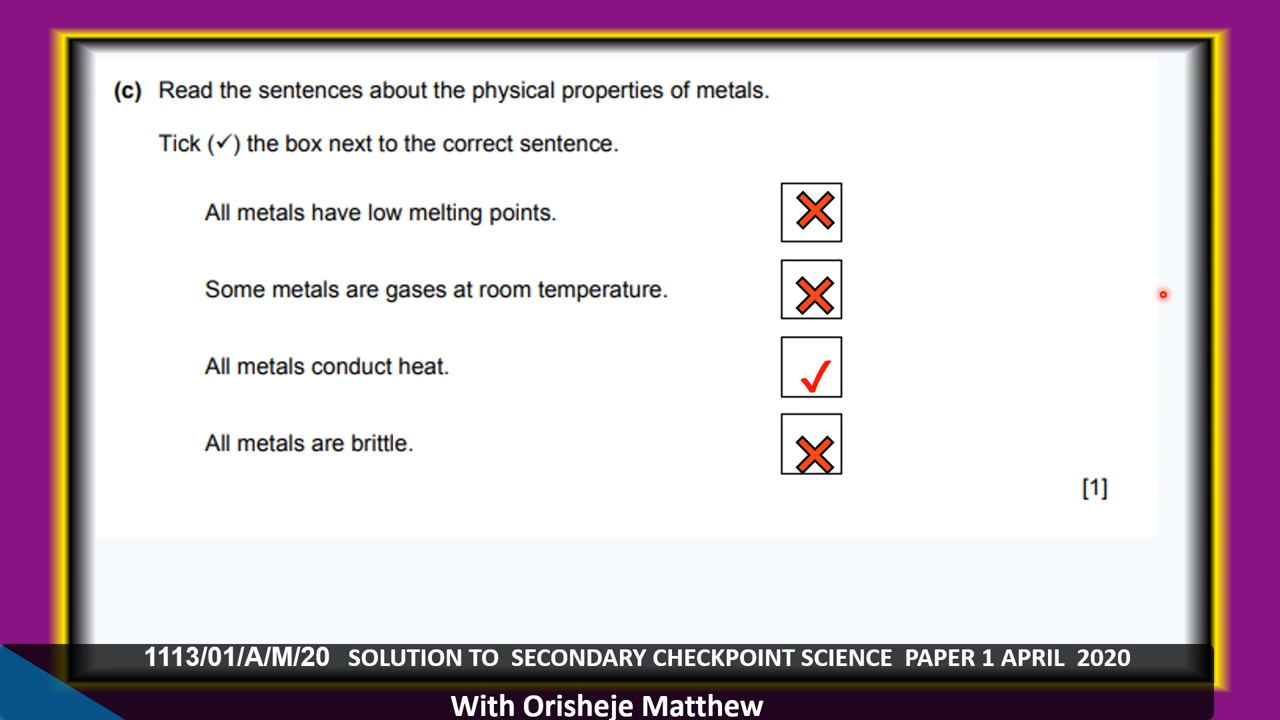 (c) Read the sentences about the physical properties of metals.
Tick (✓) the box next to the correct sentence.
All metals have low melting points.
Some metals are gases at room temperature.
All metals conduct heat.
All metals are brittle.
[1]
1113/01/A/M/20 SOLUTION TO SECONDARY CHECKPOINT SCIENCE PAPER 1 APRIL 2020
With Orisheje Matthew